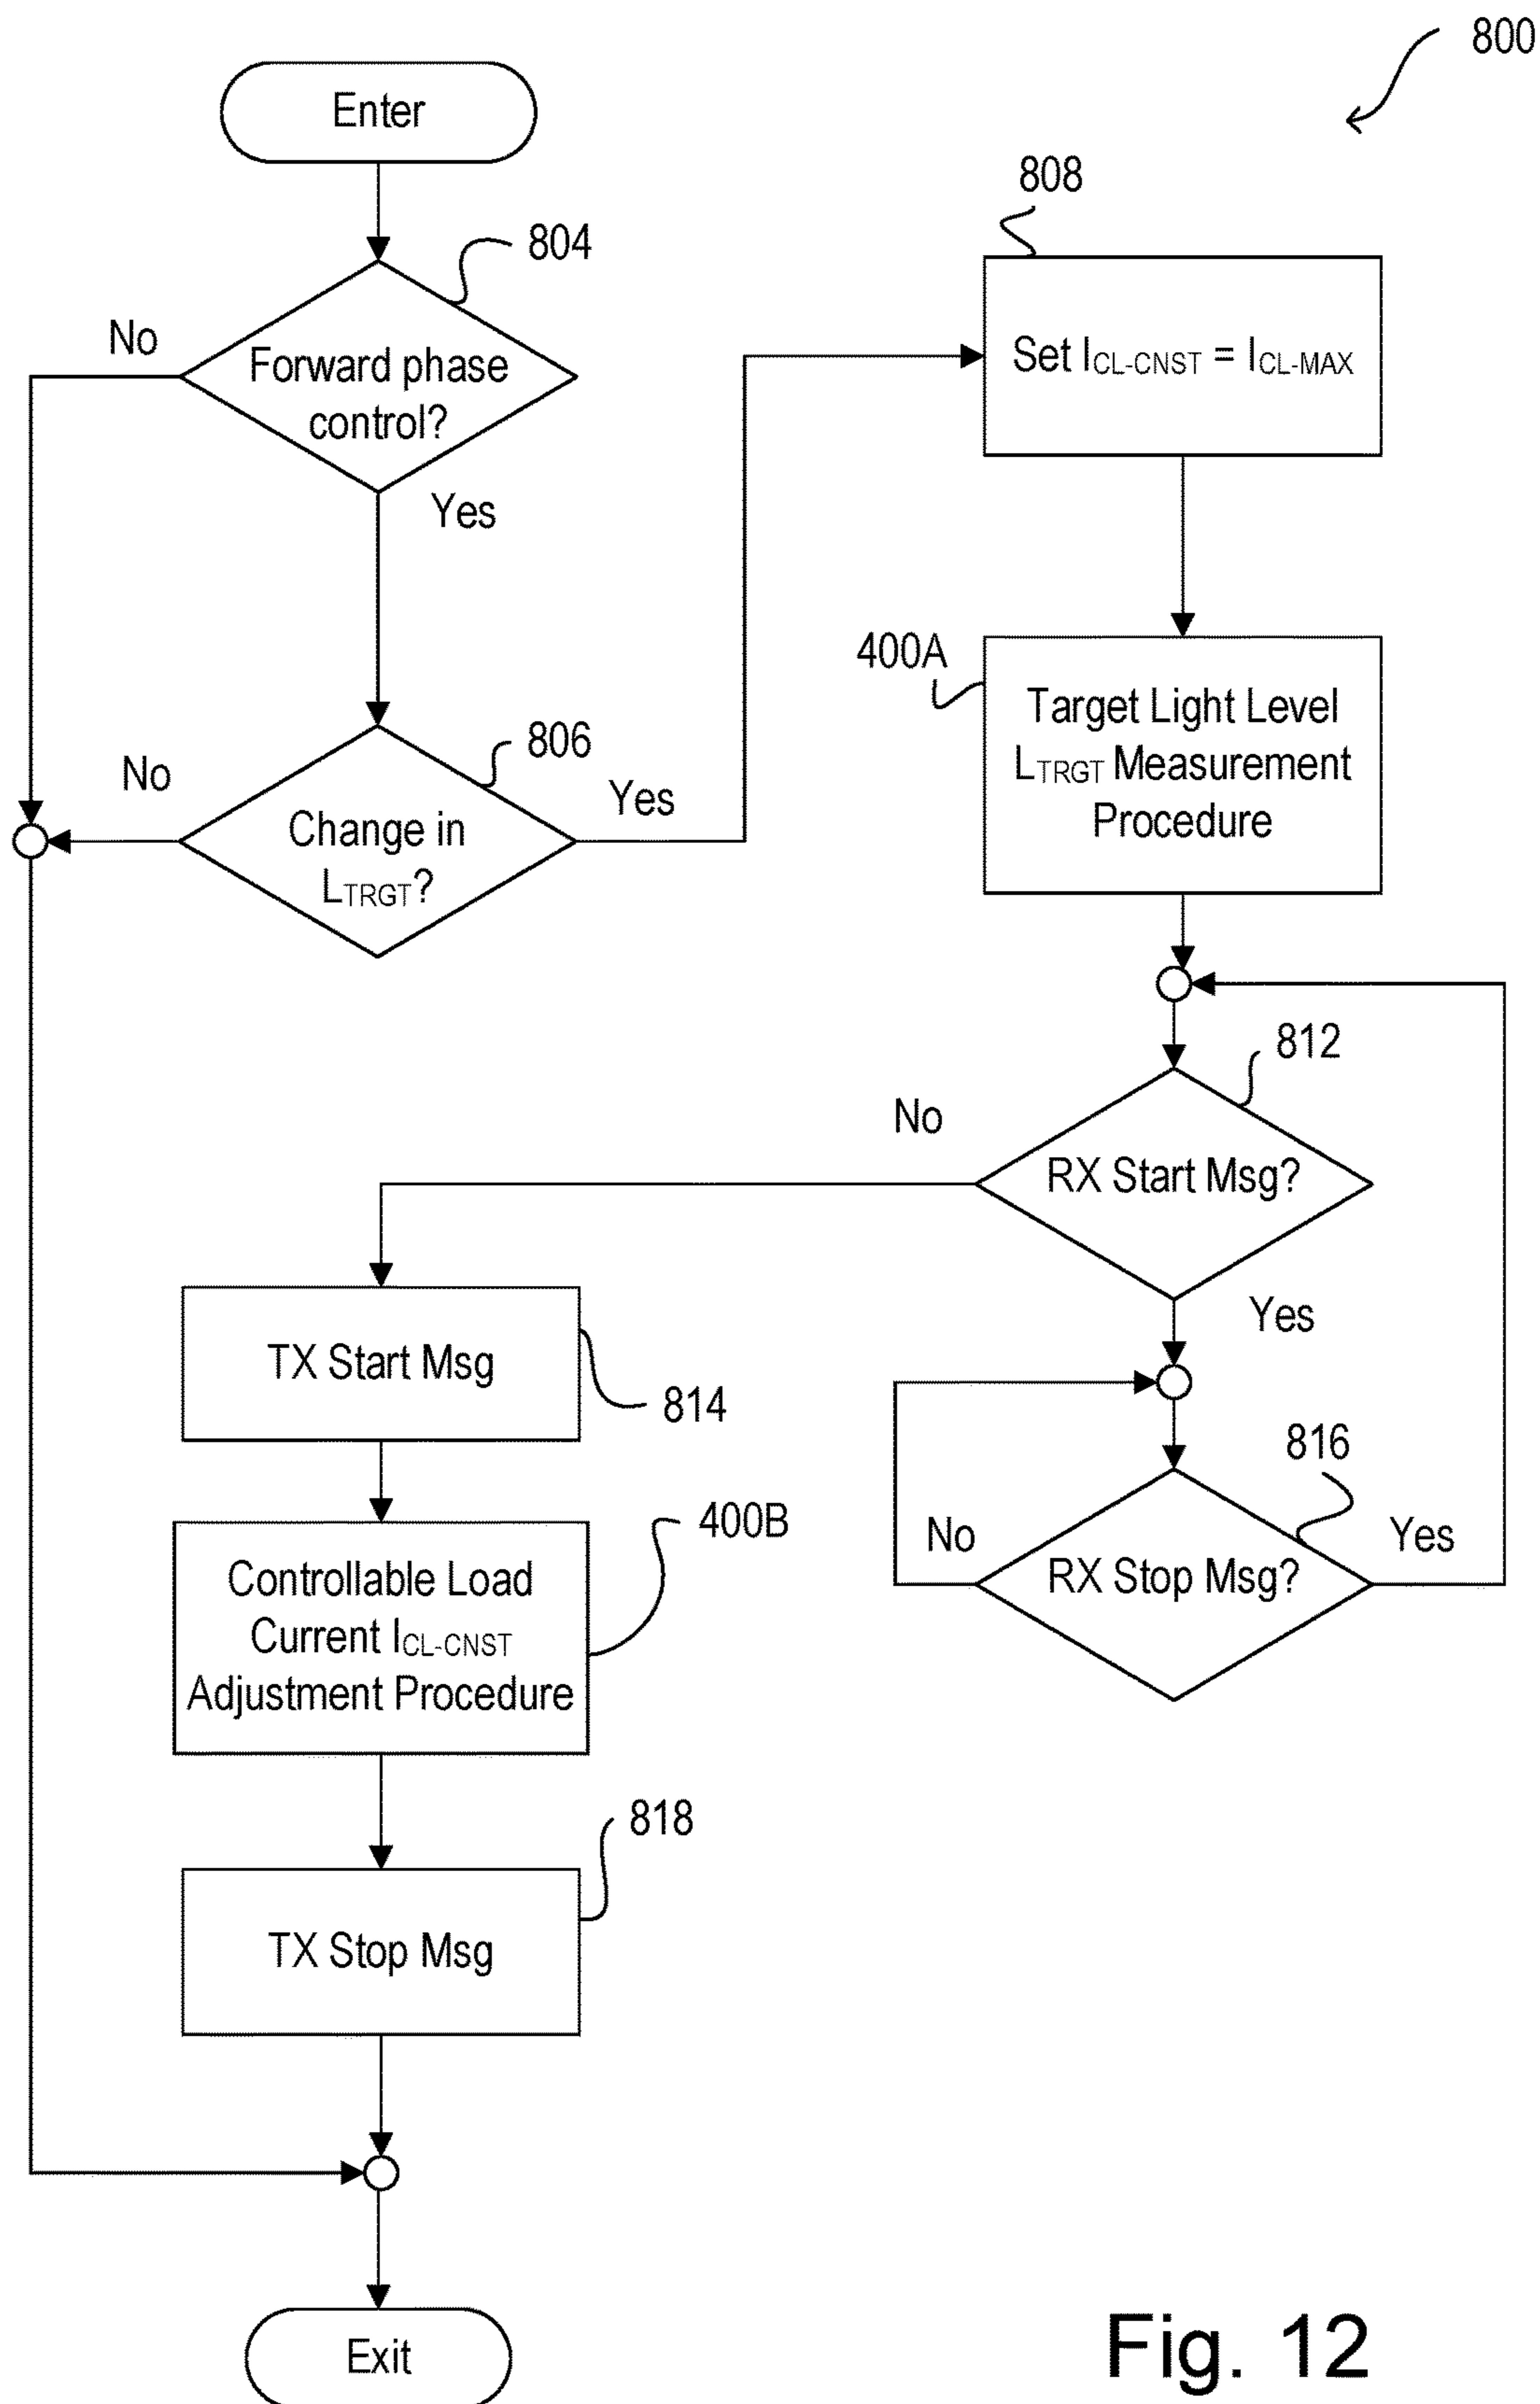 800
Enter
804
No
Forward phase
control?
Yes
806
No
Change in
LTRGT?
Yes
808
Set ICL-CNST = ICL-MAX
400A
Target Light Level
LTRGT Measurement
Procedure
812
No
RX Start Msg?
Yes
TX Start Msg
814
816
No
RX Stop Msg?
Yes
400B
Controllable Load
Current ICL-CNST
Adjustment Procedure
818
TX Stop Msg
Exit
Fig. 12